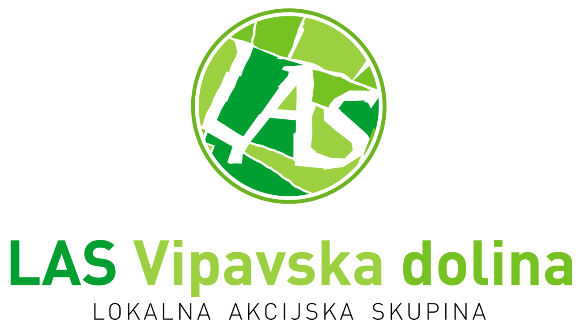 LAS
LAS Vipavska dolina
LOKALNA AKCIJSKA SKUPINA